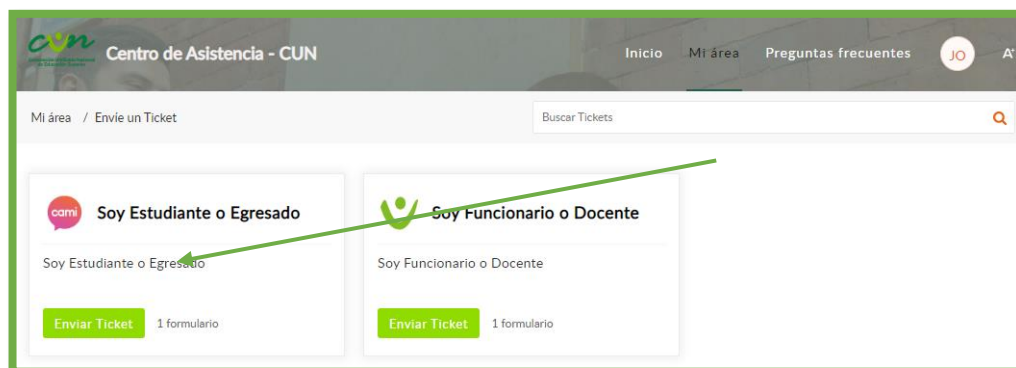 cun
Centro de Asistencia - CUN
Inicio
Mi área
Preguntas frecuentes
JO
A
Mi área / Envíe un Ticket
Buscar Tickets
cami
Soy Estudiante o Egresado
Soy Funcionario o Docente
Soy Estudiante o Egresado
Soy Funcionario o Docente
Enviar Ticket
1 formulario
Enviar Ticket
1 formulario